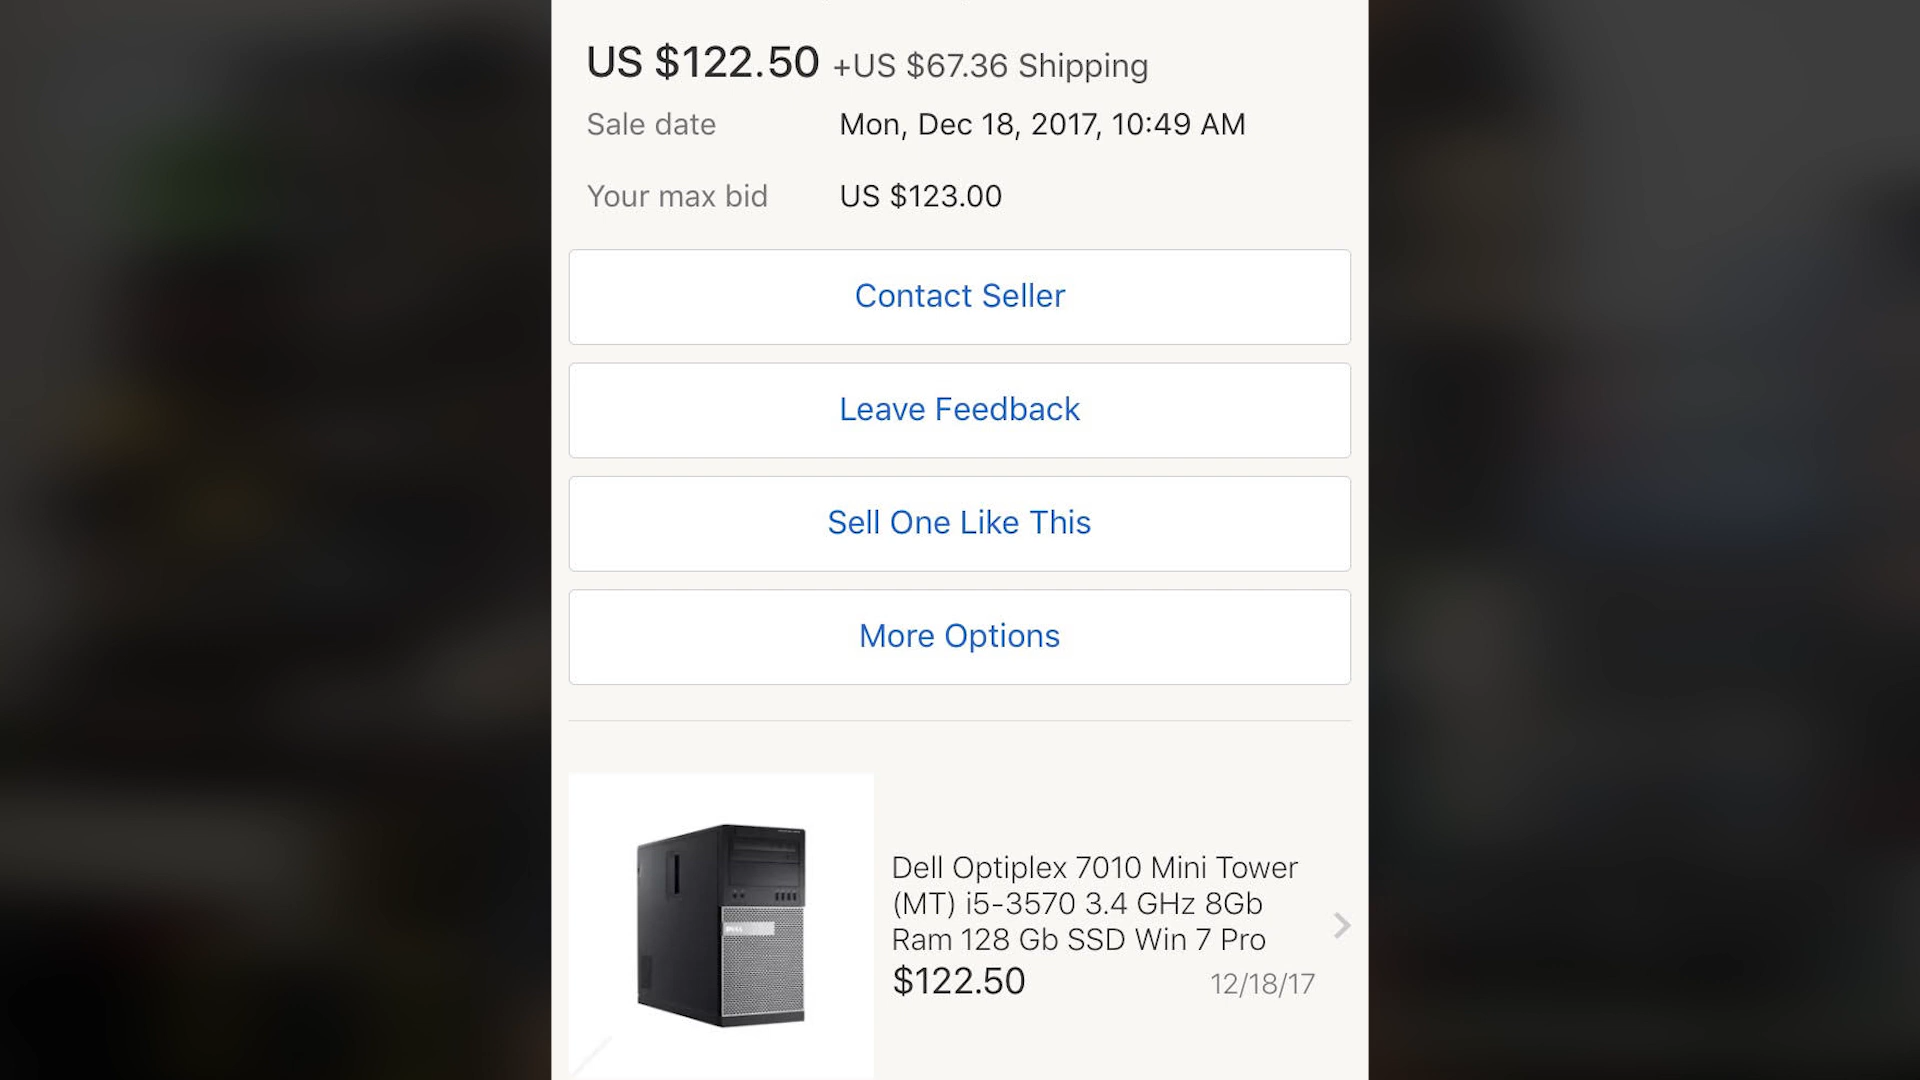 US $122.50 +US $67.36 Shipping
Sale date Mon, Dec 18, 2017, 10:49 AM
Your max bid US $123.00
Contact Seller
Leave Feedback
Sell One Like This
More Options
Dell Optiplex 7010 Mini Tower
(MT) i5-3570 3.4 GHz 8Gb
Ram 128 Gb SSD Win 7 Pro
$122.50 12/18/17
DELL